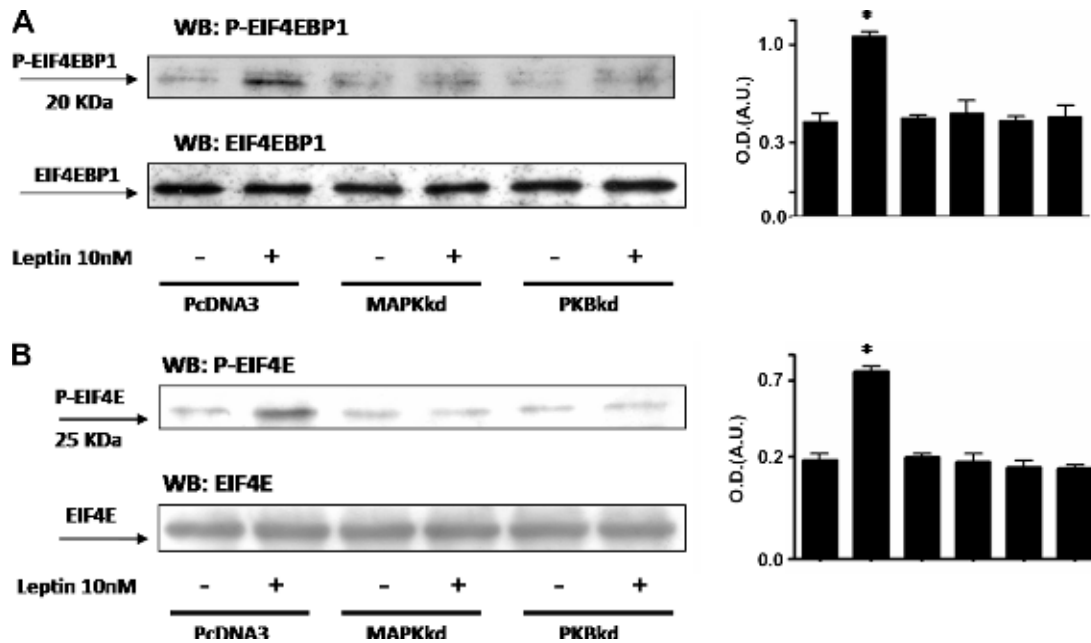 A
WB: P-EIF4EBP1
P-EIF4EBP1
20 KDa
WB: EIF4EBP1
EIF4EBP1
Leptin 10nM - + - + - +
PcDNA3 MAPKkd PKBkd
*
O.D.(A.U.)
1.0
0.3
0.0
B
WB: P-EIF4E
P-EIF4E
25 KDa
WB: EIF4E
EIF4E
Leptin 10nM - + - + - +
PcDNA3 MAPKkd PKBkd
*
O.D.(A.U.)
0.7
0.2
0.0